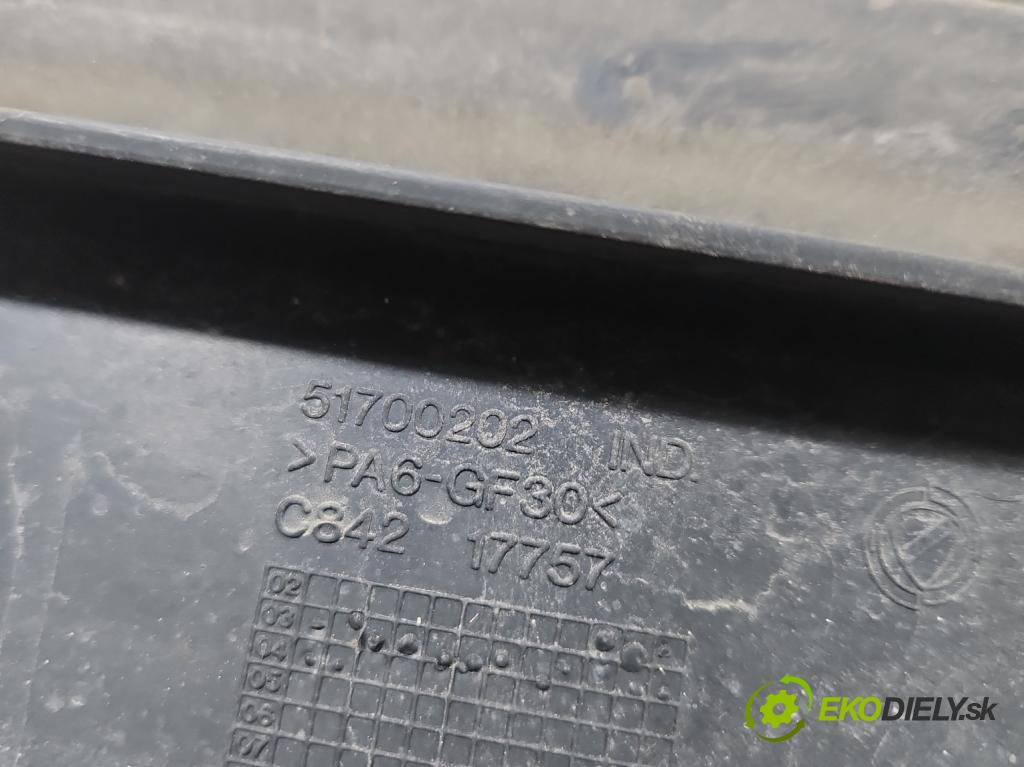 51700202 IND.
>PA6-GF30<
C842 17757
02
03
04
05
06
07
EKODIELY.sk